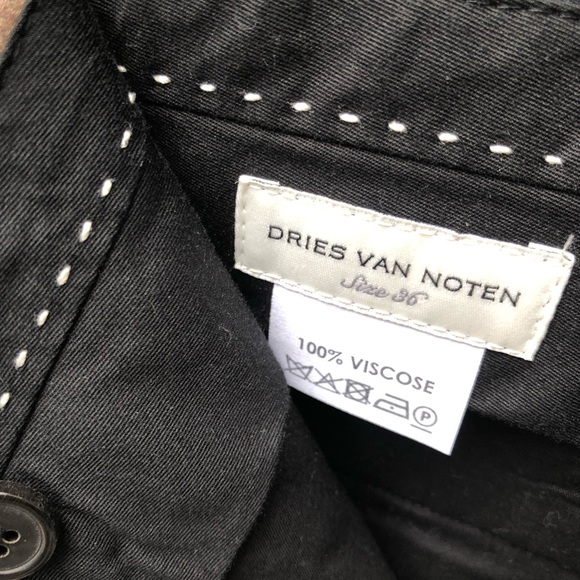 DRIES VAN NOTEN
Size 36
100% VISCOSE
P